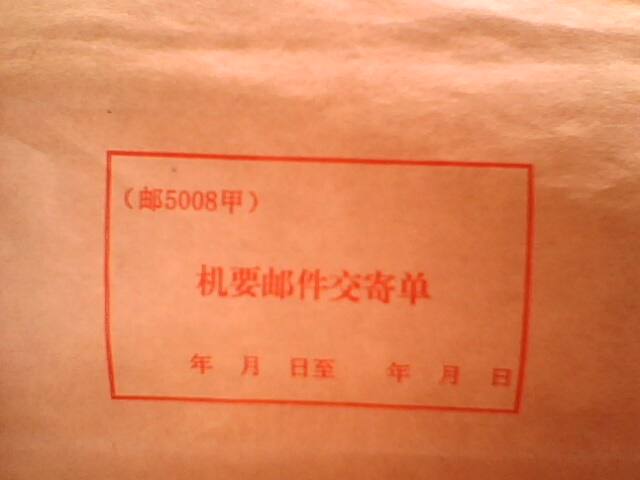 （邮5008甲）
机要邮件交寄单
年 月 日至 年 月 日